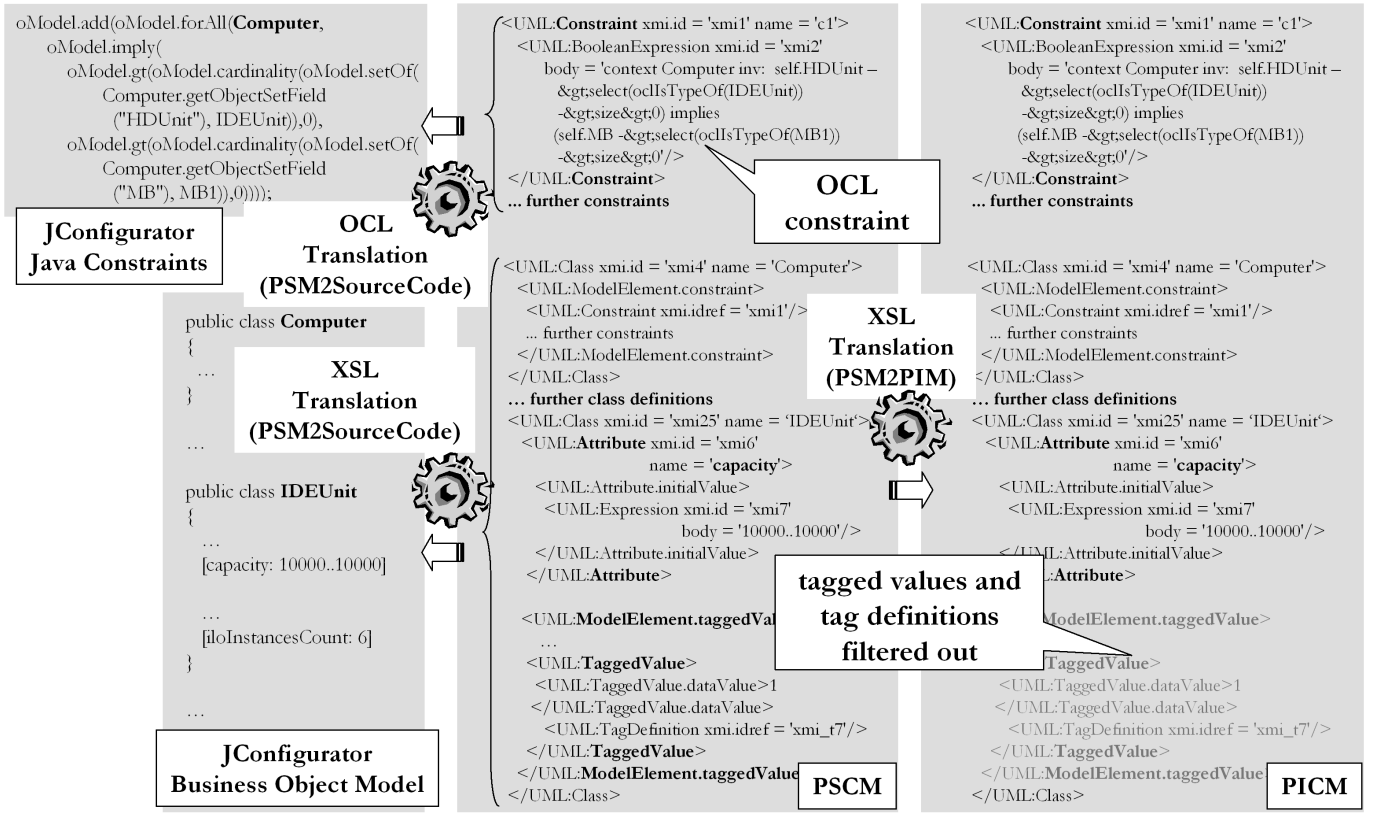 oModel.add(oModel.forAll(Computer,
oModel.imply(
oModel.gt(oModel.cardinality(oModel.setOf(
Computer.getObjectSetField
("HDUnit"), IDEUnit)),0),
oModel.gt(oModel.cardinality(oModel.setOf(
Computer.getObjectSetField
("MB"), MB1)),0))));
JConfigurator
Java Constraints
OCL
Translation
(PSM2SourceCode)
public class Computer
{
…
}
…
XSL
Translation
(PSM2SourceCode)
public class IDEUnit
{
…
[capacity: 10000..10000]
…
[iloInstancesCount: 6]
}
…
JConfigurator
Business Object Model
<UML:Constraint xmi.id = 'xmi1' name = 'c1'>
<UML:BooleanExpression xmi.id = 'xmi2'
body = 'context Computer inv:  self.HDUnit –
&gt;select(oclIsTypeOf(IDEUnit))
-&gt;size&gt;0) implies
(self.MB -&gt;select(oclIsTypeOf(MB1))
-&gt;size&gt;0'/>
</UML:Constraint>
... further constraints
OCL
constraint
<UML:Class xmi.id = 'xmi4' name = 'Computer'>
<UML:ModelElement.constraint>
<UML:Constraint xmi.idref = 'xmi1'/>
... further constraints
</UML:ModelElement.constraint>
</UML:Class>
… further class definitions
<UML:Class xmi.id = 'xmi25' name = ‘IDEUnit‘>
<UML:Attribute xmi.id = 'xmi6'
name = 'capacity'>
<UML:Attribute.initialValue>
<UML:Expression xmi.id = 'xmi7'
body = '10000..10000'/>
</UML:Attribute.initialValue>
</UML:Attribute>
<UML:ModelElement.taggedVal
…
<UML:TaggedValue>
<UML:TaggedValue.dataValue>1
</UML:TaggedValue.dataValue>
<UML:TagDefinition xmi.idref = 'xmi_t7'/>
</UML:TaggedValue>
</UML:ModelElement.taggedValue
</UML:Class>
PSCM
XSL
Translation
(PSM2PIM)
tagged values and
tag definitions
filtered out
<UML:Constraint xmi.id = 'xmi1' name = 'c1'>
<UML:BooleanExpression xmi.id = 'xmi2'
body = 'context Computer inv:  self.HDUnit –
&gt;select(oclIsTypeOf(IDEUnit))
-&gt;size&gt;0) implies
(self.MB -&gt;select(oclIsTypeOf(MB1))
-&gt;size&gt;0'/>
</UML:Constraint>
... further constraints
<UML:Class xmi.id = 'xmi4' name = 'Computer'>
<UML:ModelElement.constraint>
<UML:Constraint xmi.idref = 'xmi1'/>
... further constraints
</UML:ModelElement.constraint>
</UML:Class>
… further class definitions
<UML:Class xmi.id = 'xmi25' name = ‘IDEUnit‘>
<UML:Attribute xmi.id = 'xmi6'
name = 'capacity'>
<UML:Attribute.initialValue>
<UML:Expression xmi.id = 'xmi7'
body = '10000..10000'/>
</UML:Attribute.initialValue>
:Attribute>
ModelElement.taggedValue>
TaggedValue>
<UML:TaggedValue.dataValue>1
</UML:TaggedValue.dataValue>
<UML:TagDefinition xmi.idref = 'xmi_t7'/>
</UML:TaggedValue>
</UML:ModelElement.taggedValue
</UML:Class>
PICM